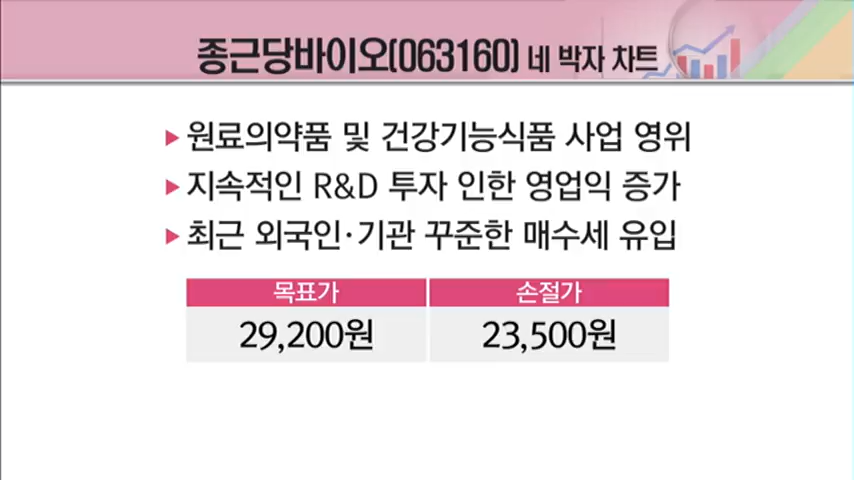 종근당바이오(063160) 네 박자 차트
▶ 원료의약품 및 건강기능식품 사업 영위
▶ 지속적인 R&D 투자 인한 영업익 증가
▶ 최근 외국인·기관 꾸준한 매수세 유입
목표가 손절가
29,200원 23,500원